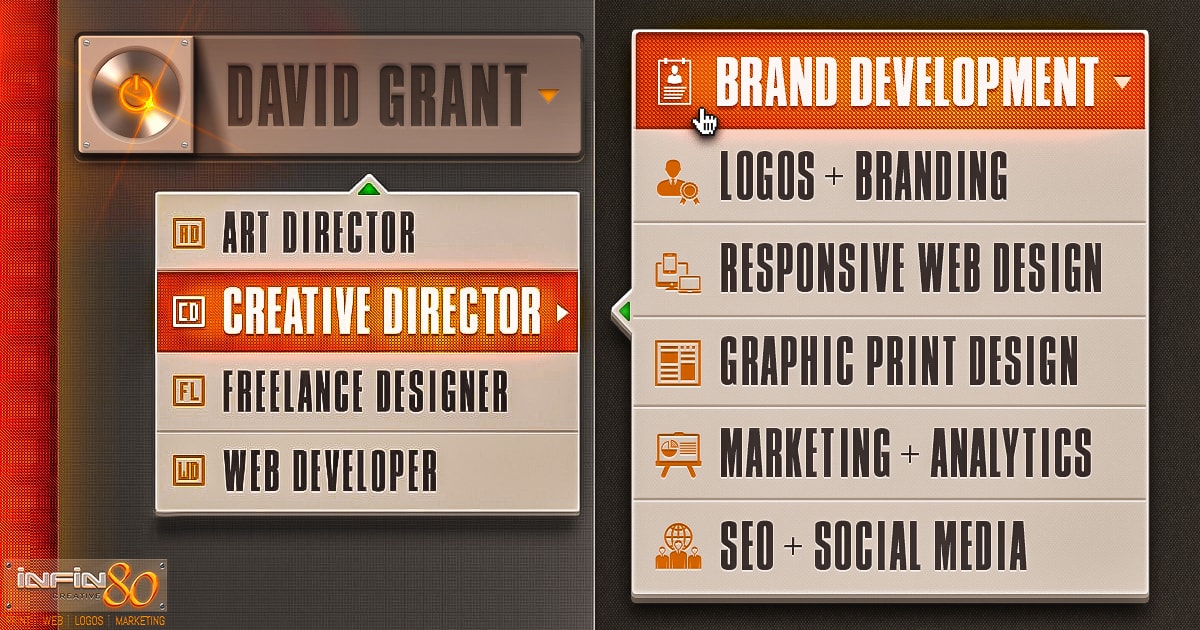 DAVID GRANT
AD ART DIRECTOR
CD CREATIVE DIRECTOR
FL FREELANCE DESIGNER
WD WEB DEVELOPER
INFIN80
CREATIVE
PRINT | WEB | LOGOS | MARKETING
BRAND DEVELOPMENT
LOGOS + BRANDING
RESPONSIVE WEB DESIGN
GRAPHIC PRINT DESIGN
MARKETING + ANALYTICS
SEO + SOCIAL MEDIA